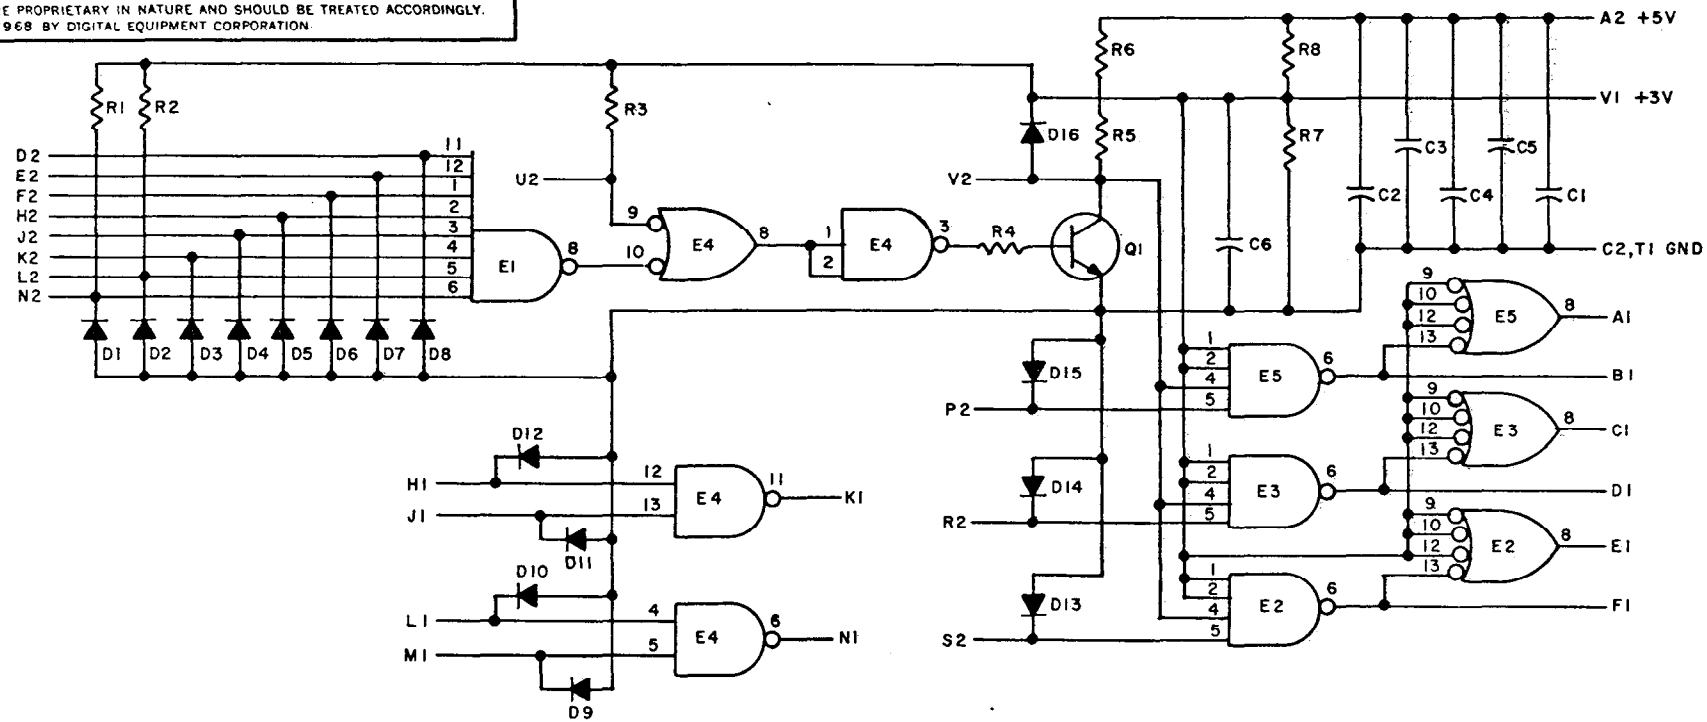 E PROPRIETARY IN NATURE AND SHOULD BE TREATED ACCORDINGLY.
968 BY DIGITAL EQUIPMENT CORPORATION
A2 +5V
R6
R8
R1
R2
R3
V1 +3V
D16
R5
R7
C3
C5
D2
11
E2
12
F2
1
H2
2
J2
3
K2
4
L2
5
N2
6
E1
8
U2
9
10
E4
8
1
2
E4
3
R4
V2
Q1
C6
C2
C4
C1
C2,T1 GND
D1
D2
D3
D4
D5
D6
D7
D8
9
10
12
13
E5
8
A1
D15
P2
1
2
4
5
E5
6
B1
9
10
12
13
E3
8
C1
D12
H1
12
J1
13
E4
11
K1
D11
D14
R2
1
2
4
5
E3
6
D1
9
10
12
13
E2
8
E1
D10
L1
4
M1
5
E4
6
N1
D9
D13
S2
1
2
4
5
E2
6
F1